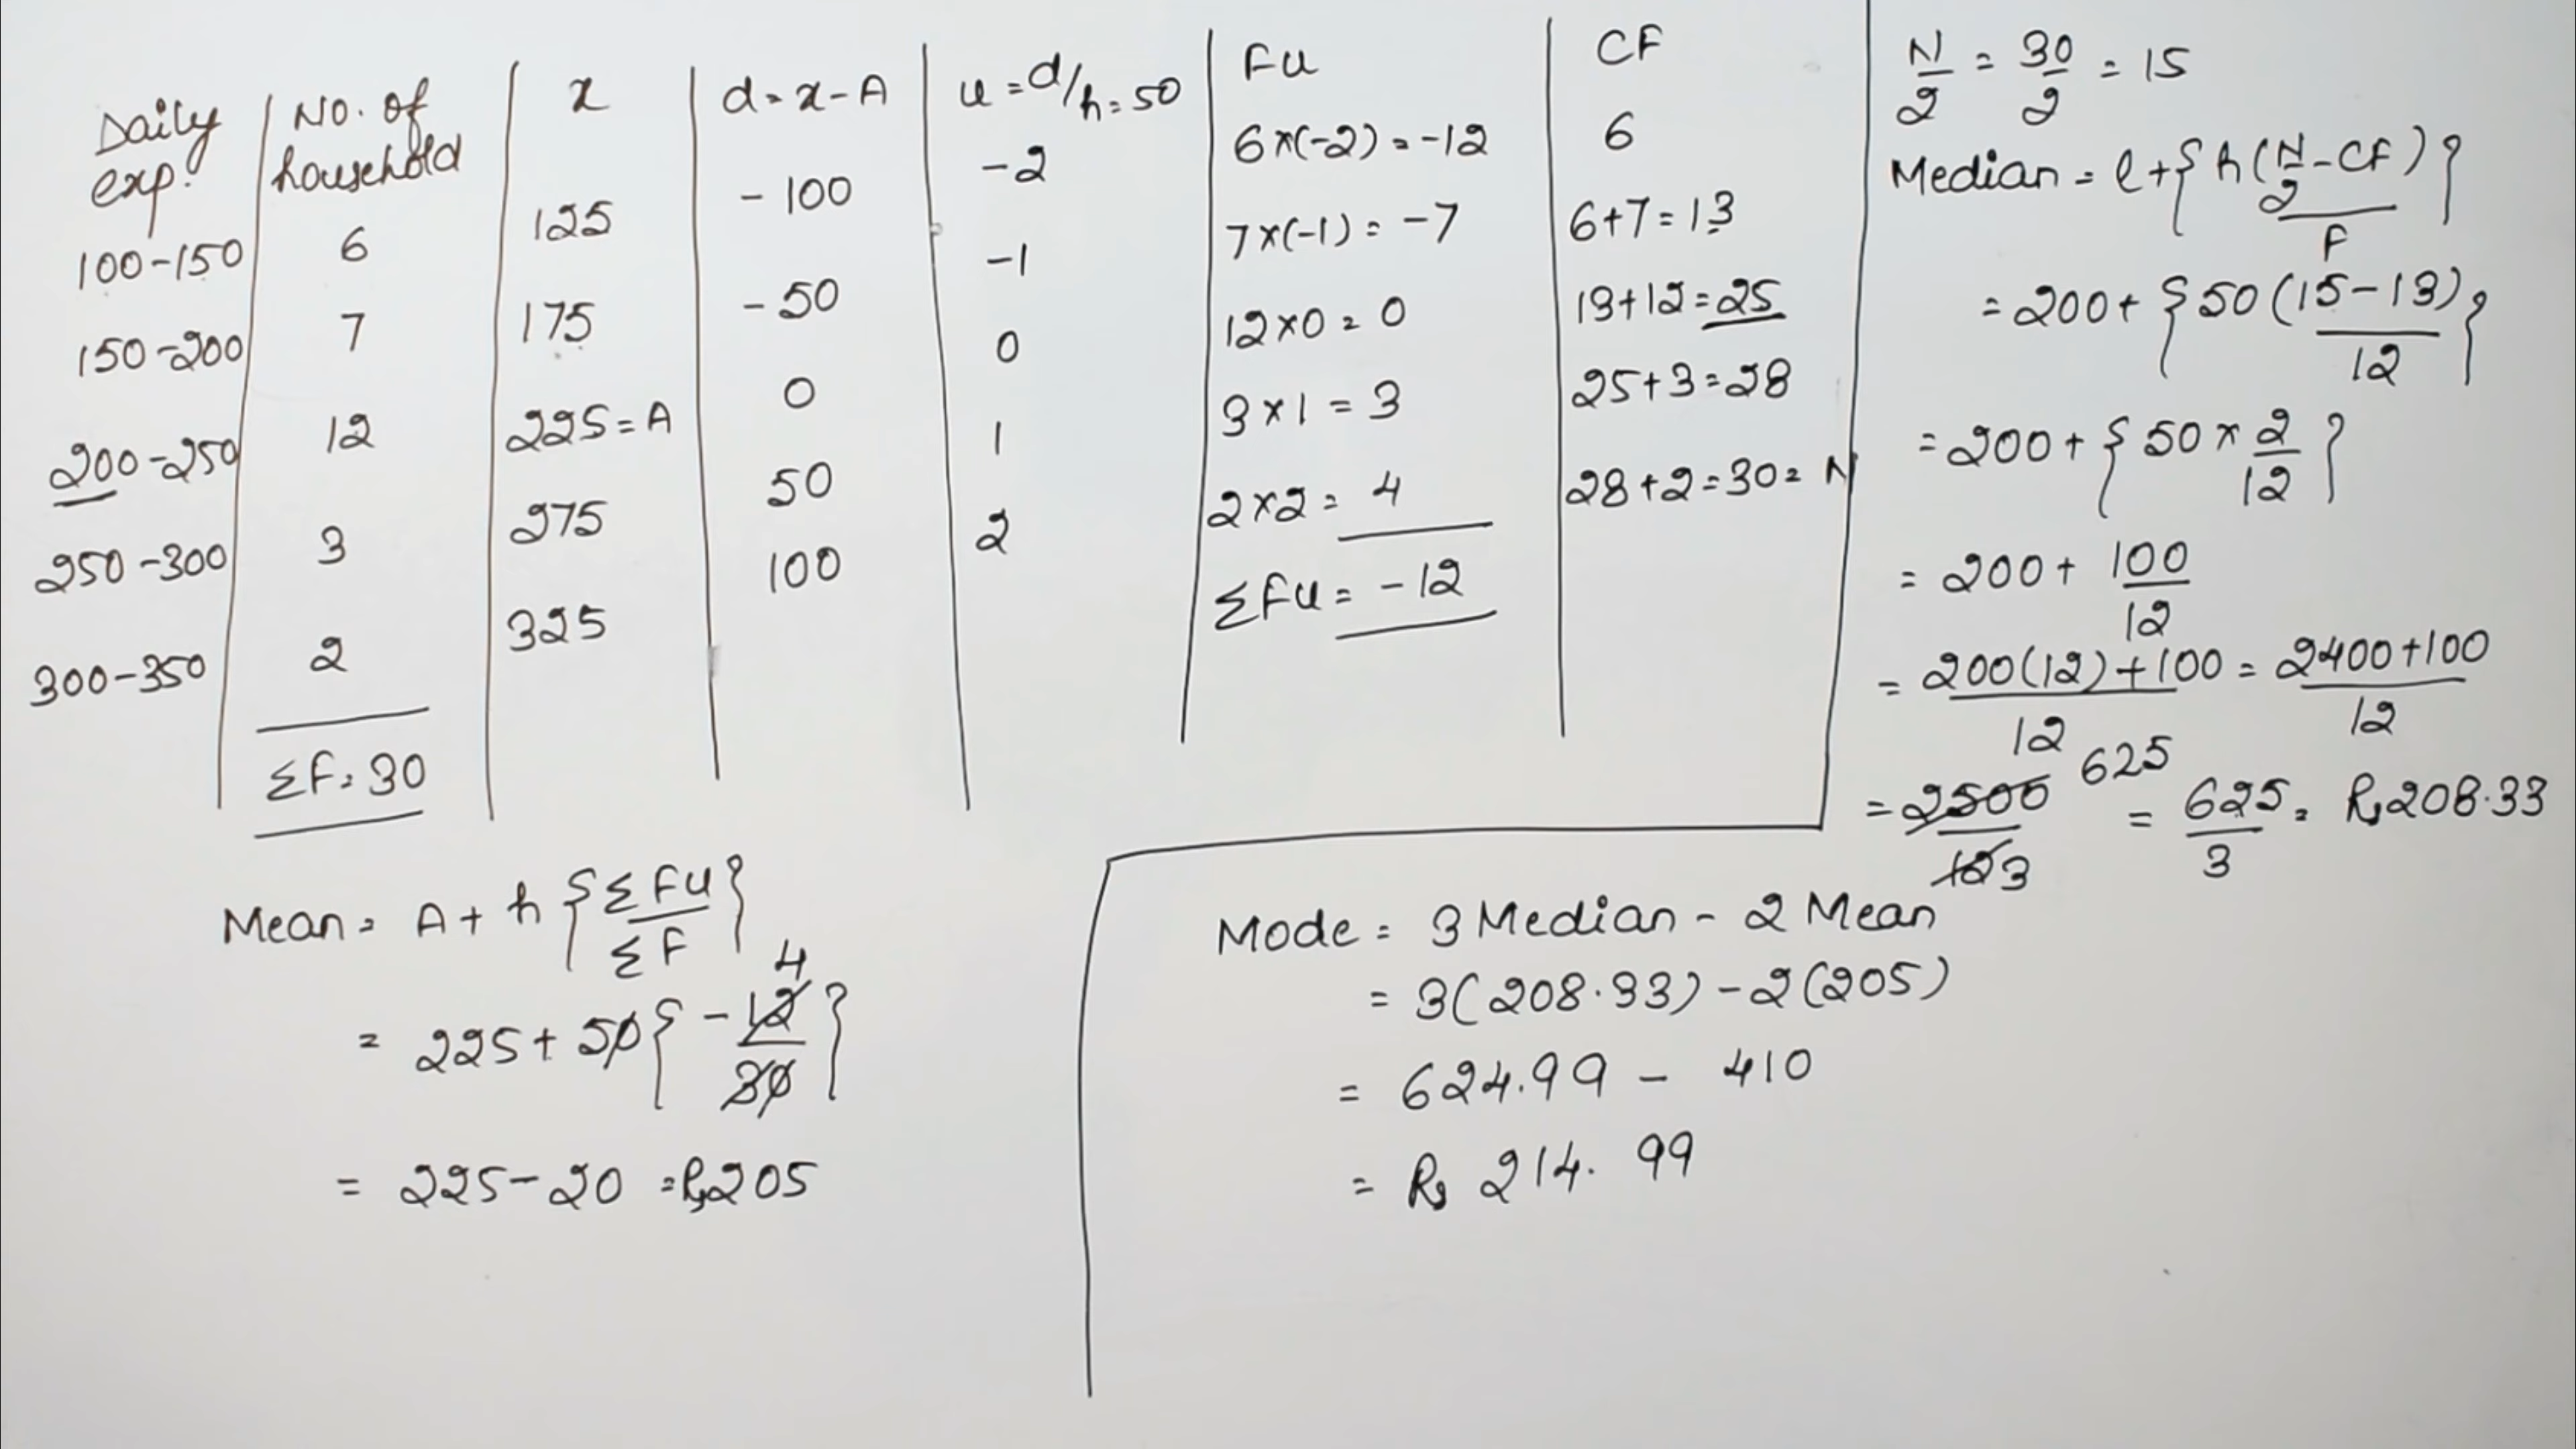 Daily exp. | No. of household | x | d = x - A | u = d/h = 50 | FU | CF
100-150 | 6 | 125 | - 100 | -2 | 6 x (-2) = -12 | 6
150-200 | 7 | 175 | - 50 | -1 | 7 x (-1) = -7 | 6+7 = 13
200-250 | 12 | 225 = A | 0 | 0 | 12 x 0 = 0 | 13+12 = 25
250-300 | 3 | 275 | 50 | 1 | 3 x 1 = 3 | 25+3 = 28
300-350 | 2 | 325 | 100 | 2 | 2 x 2 = 4 | 28+2 = 30 = N
Σf = 30
ΣFU = -12
Mean = A + h {ΣFU/ΣF}
= 225 + 50 { -12/30 } 4
= 225 - 20 = Rs 205
N/2 = 30/2 = 15
Median = l + { h (N/2 - CF) / F }
= 200 + { 50 (15-13) / 12 }
= 200 + { 50 x 2/12 }
= 200 + 100/12
= 200(12)+100 / 12 = 2400+100 / 12
= 2500/12 625 3 = 625/3 = Rs 208.33
Mode = 3 Median - 2 Mean
= 3(208.33) - 2(205)
= 624.99 - 410
= Rs 214.99